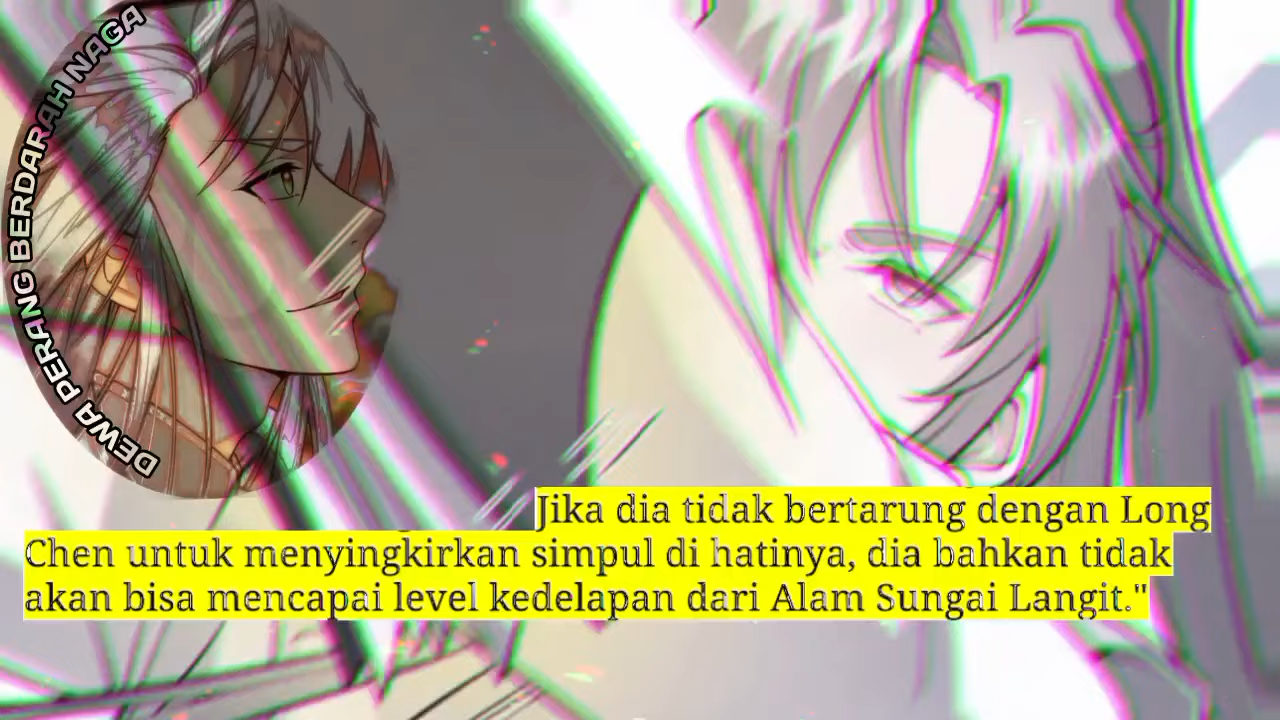 DEWA PERANG BERDARAH NAGA
Jika dia tidak bertarung dengan Long
Chen untuk menyingkirkan simpul di hatinya, dia bahkan tidak
akan bisa mencapai level kedelapan dari Alam Sungai Langit."